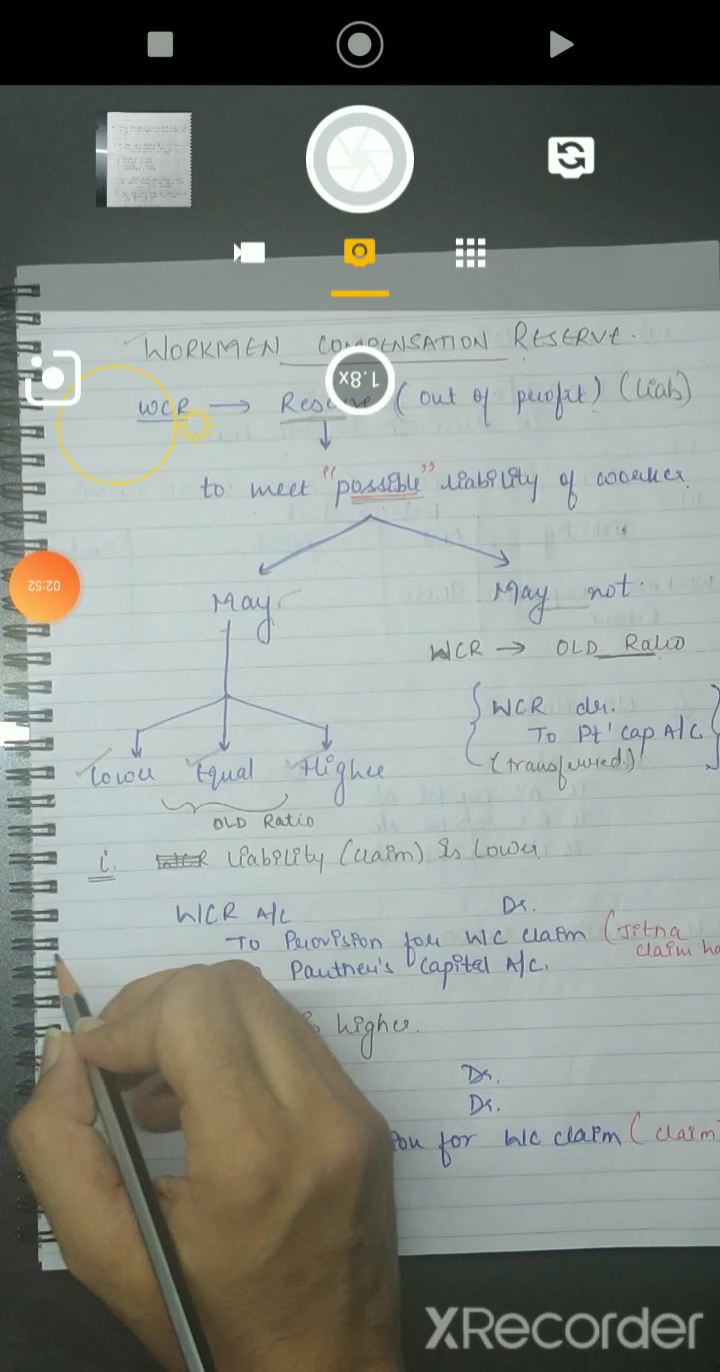 WORKMEN COMPENSATION RESERVE.
1.8X
WCR → Reserve (out of profit) (Liab)
to meet "possible" liability of worker.
02:52
May
May not.
WCR → OLD Ratio
WCR dr.
To Pt' cap A/C
(transferred)
Lower Equal Higher
OLD Ratio
i. Liability (claim) is Lower
WCR A/C Dr.
To Provision for WC claim (Jitna
claim
Partner's Capital A/C.
higher.
Dr.
Dr.
for WC claim (claim
XRecorder